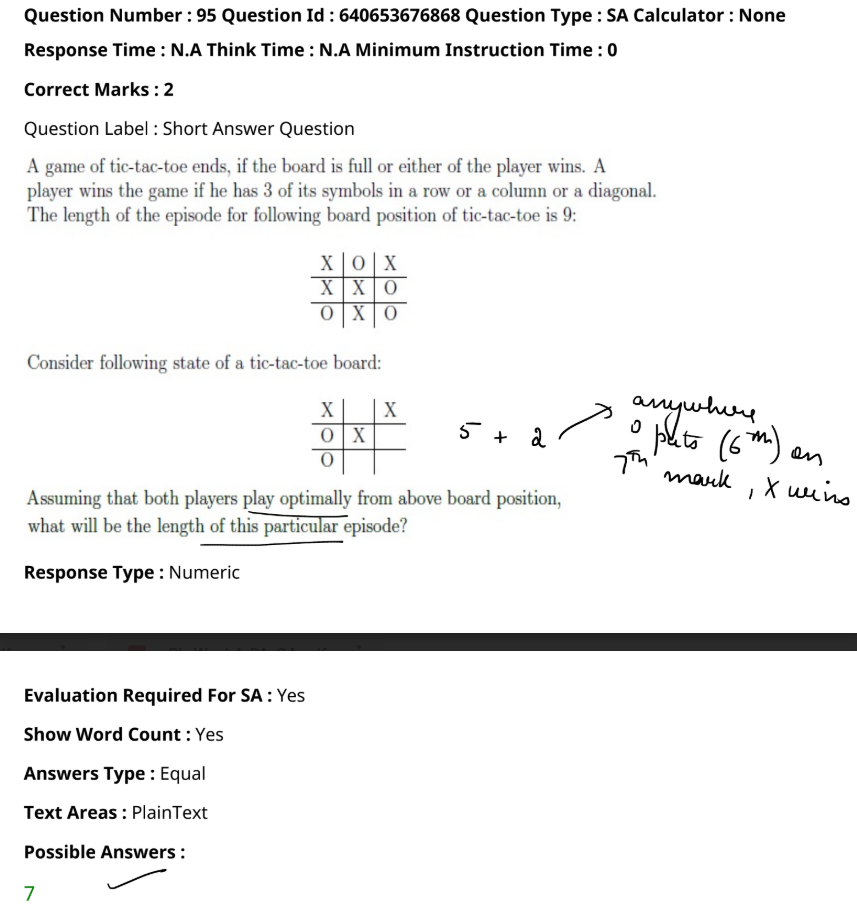 Question Number : 95 Question Id : 640653676868 Question Type : SA Calculator : None
Response Time : N.A Think Time : N.A Minimum Instruction Time : 0
Correct Marks : 2
Question Label : Short Answer Question
A game of tic-tac-toe ends, if the board is full or either of the player wins. A
player wins the game if he has 3 of its symbols in a row or a column or a diagonal.
The length of the episode for following board position of tic-tac-toe is 9:
X O X
X X O
O X O
Consider following state of a tic-tac-toe board:
X X
O X
O
5 + 2
anywhere
O puts (6th) on
7th mark, X wins
Assuming that both players play optimally from above board position,
what will be the length of this particular episode?
Response Type : Numeric
Evaluation Required For SA : Yes
Show Word Count : Yes
Answers Type : Equal
Text Areas : PlainText
Possible Answers :
7